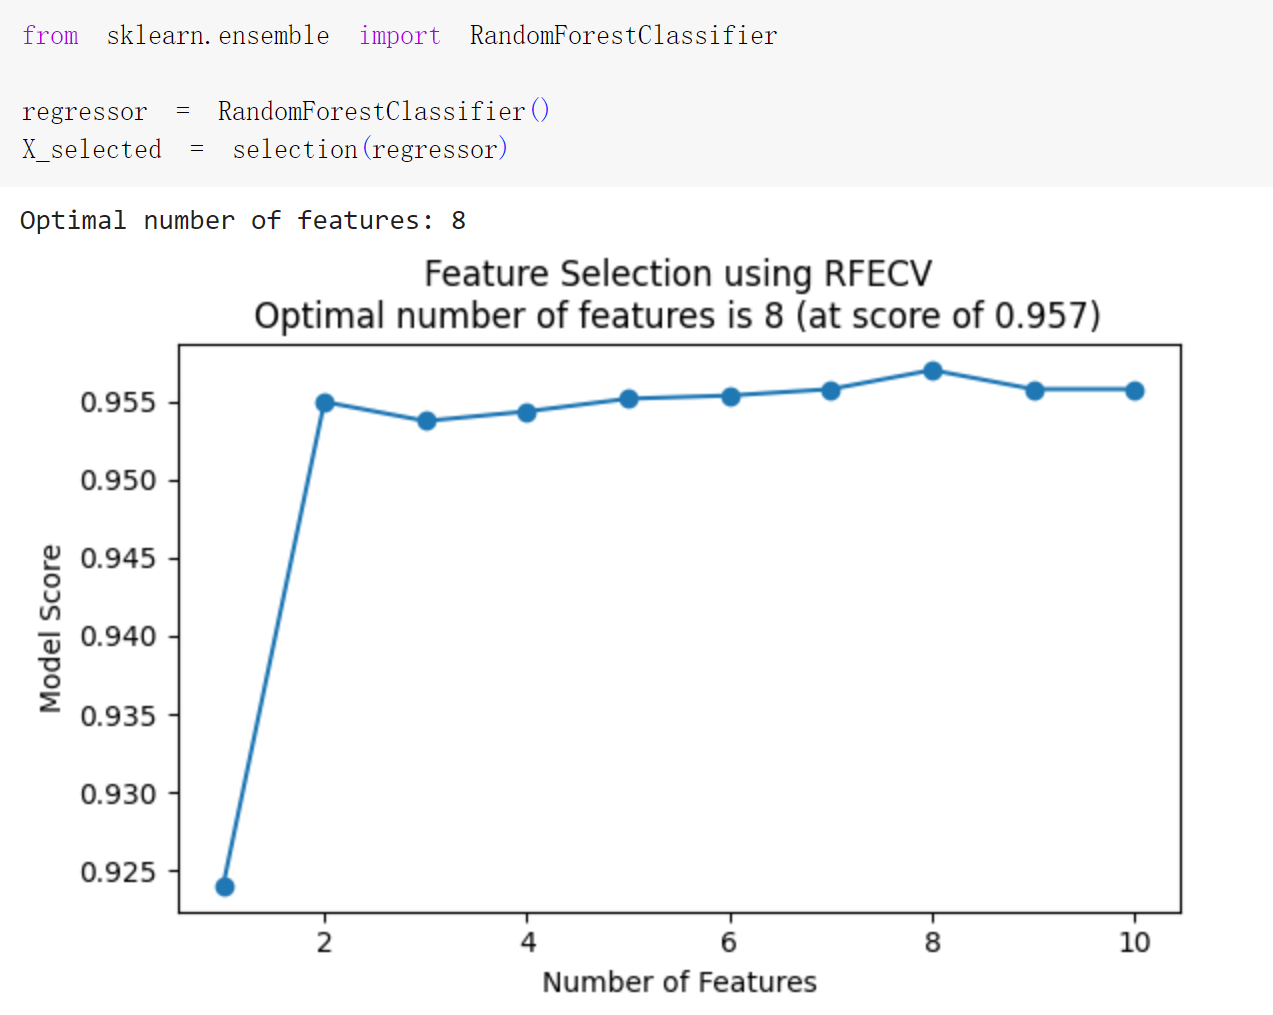 from sklearn.ensemble import RandomForestClassifier
regressor = RandomForestClassifier()
X_selected = selection(regressor)
Optimal number of features: 8
Feature Selection using RFECV
Optimal number of features is 8 (at score of 0.957)
0.955
0.950
0.945
0.940
0.935
0.930
0.925
Model Score
2 4 6 8 10
Number of Features